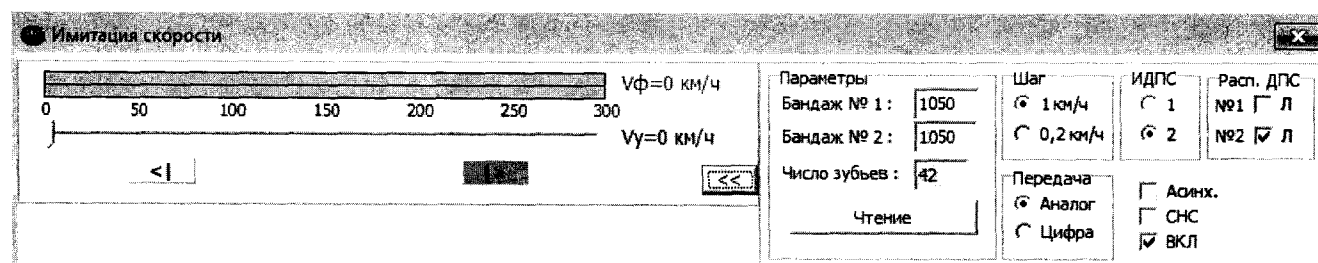 Имитация скорости
Vф=0 км/ч
0 50 100 150 200 250 300
Vу=0 км/ч
<|
<<
Параметры
Бандаж № 1 : 1050
Бандаж № 2 : 1050
Число зубьев : 42
Чтение
Шаг
1 км/ч
0,2 км/ч
ИДПС
1
2
Расп. ДПС
№1 Л
№2 Л
Передача
Аналог
Цифра
Асинх.
СНС
ВКЛ